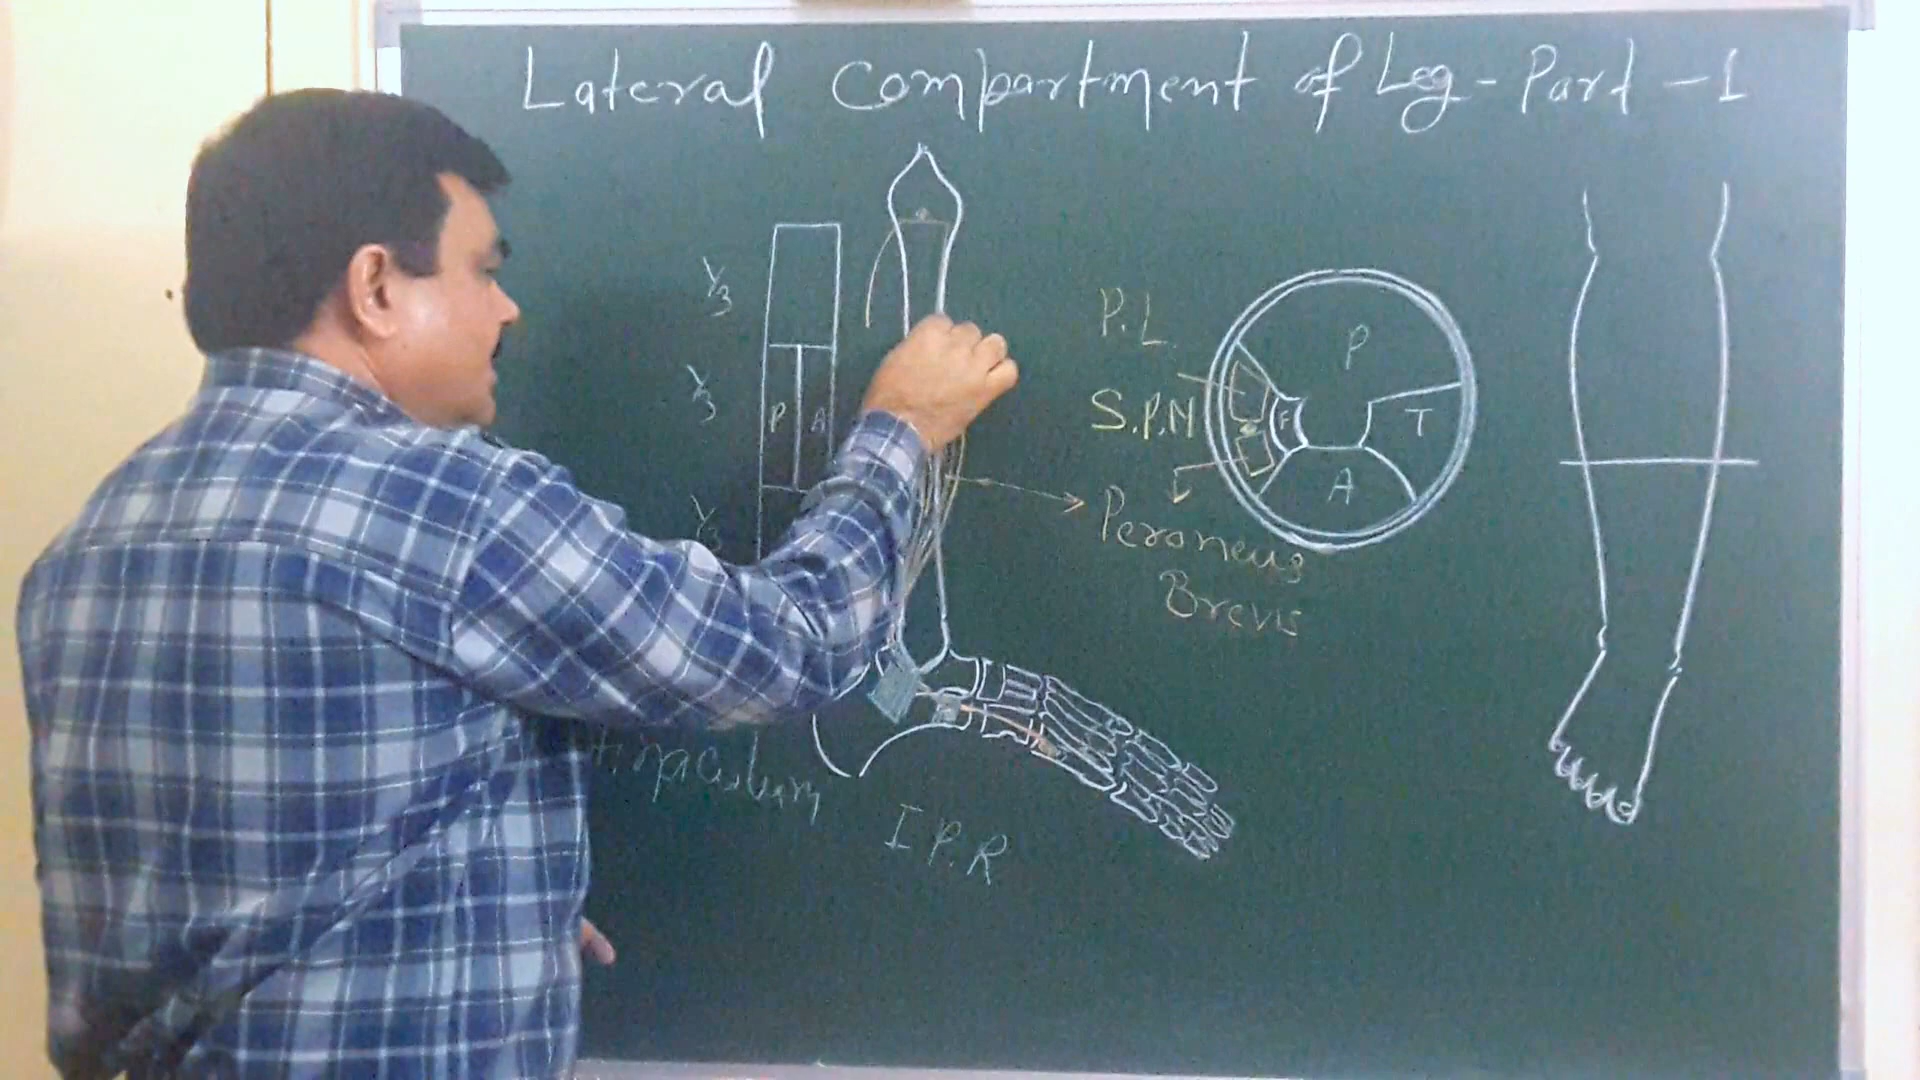 Lateral Compartment of Leg - Part - 1
1/3
1/3
P A
1/3
P.L.
S.P.N
Peroneus
Brevis
P
F
T
A
I.P.R